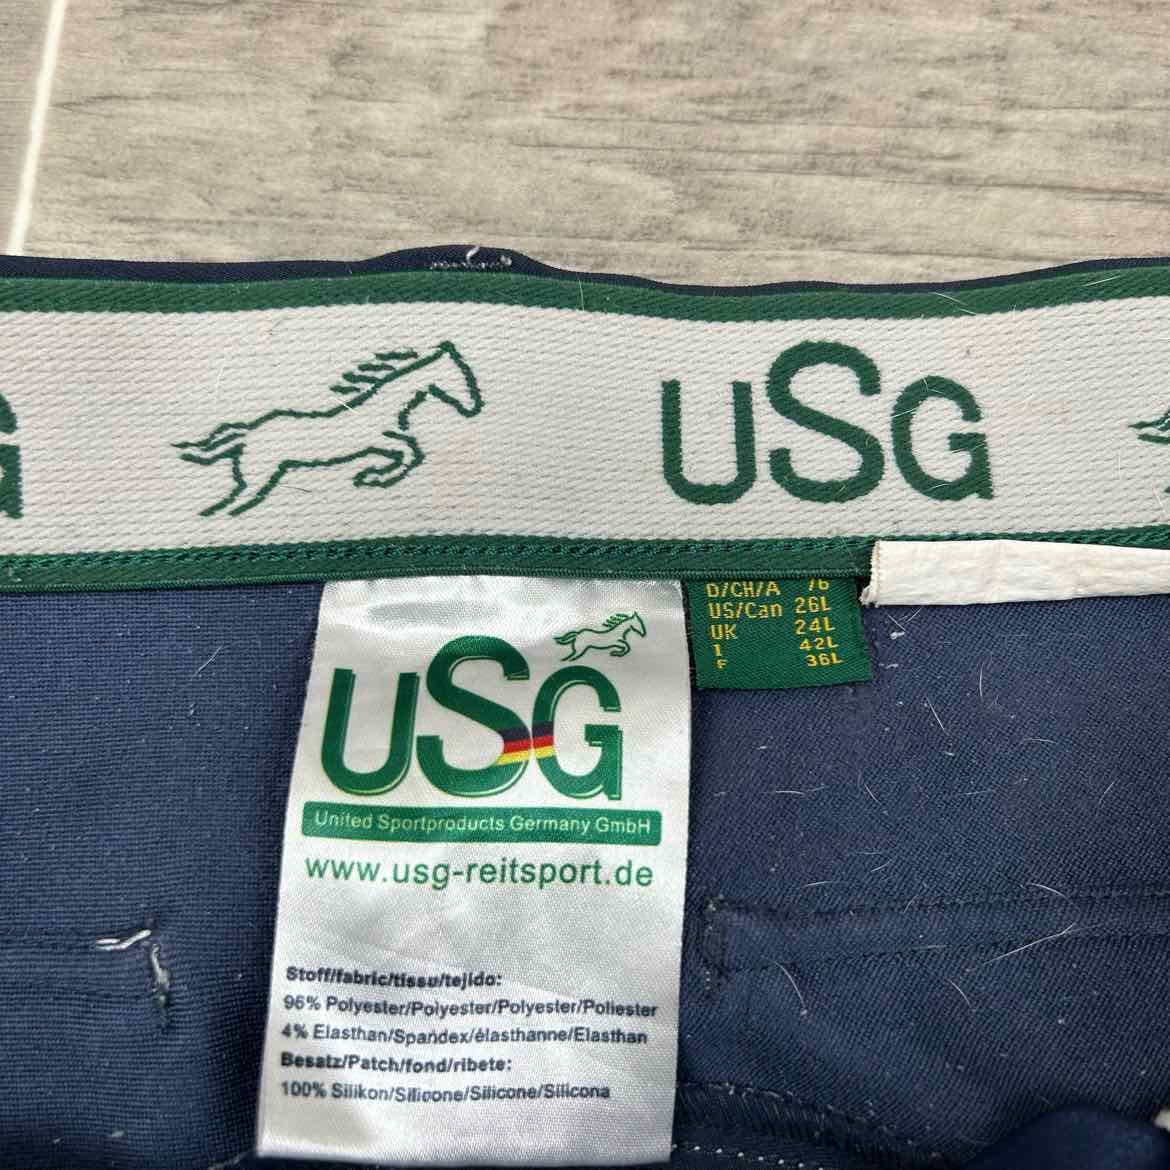 G
USG
USG
United Sportproducts Germany GmbH
www.usg-reitsport.de
Stoff/fabric/tissu/tejido:
96% Polyester/Polyester/Polyester/Poliester
4% Elasthan/Spandex/élasthanne/Elasthan
Besatz/Patch/fond/ribete:
100% Silikon/Silicone/Silicone/Silicona
D/CH/A 76
US/Can 26L
UK 24L
I 42L
F 36L